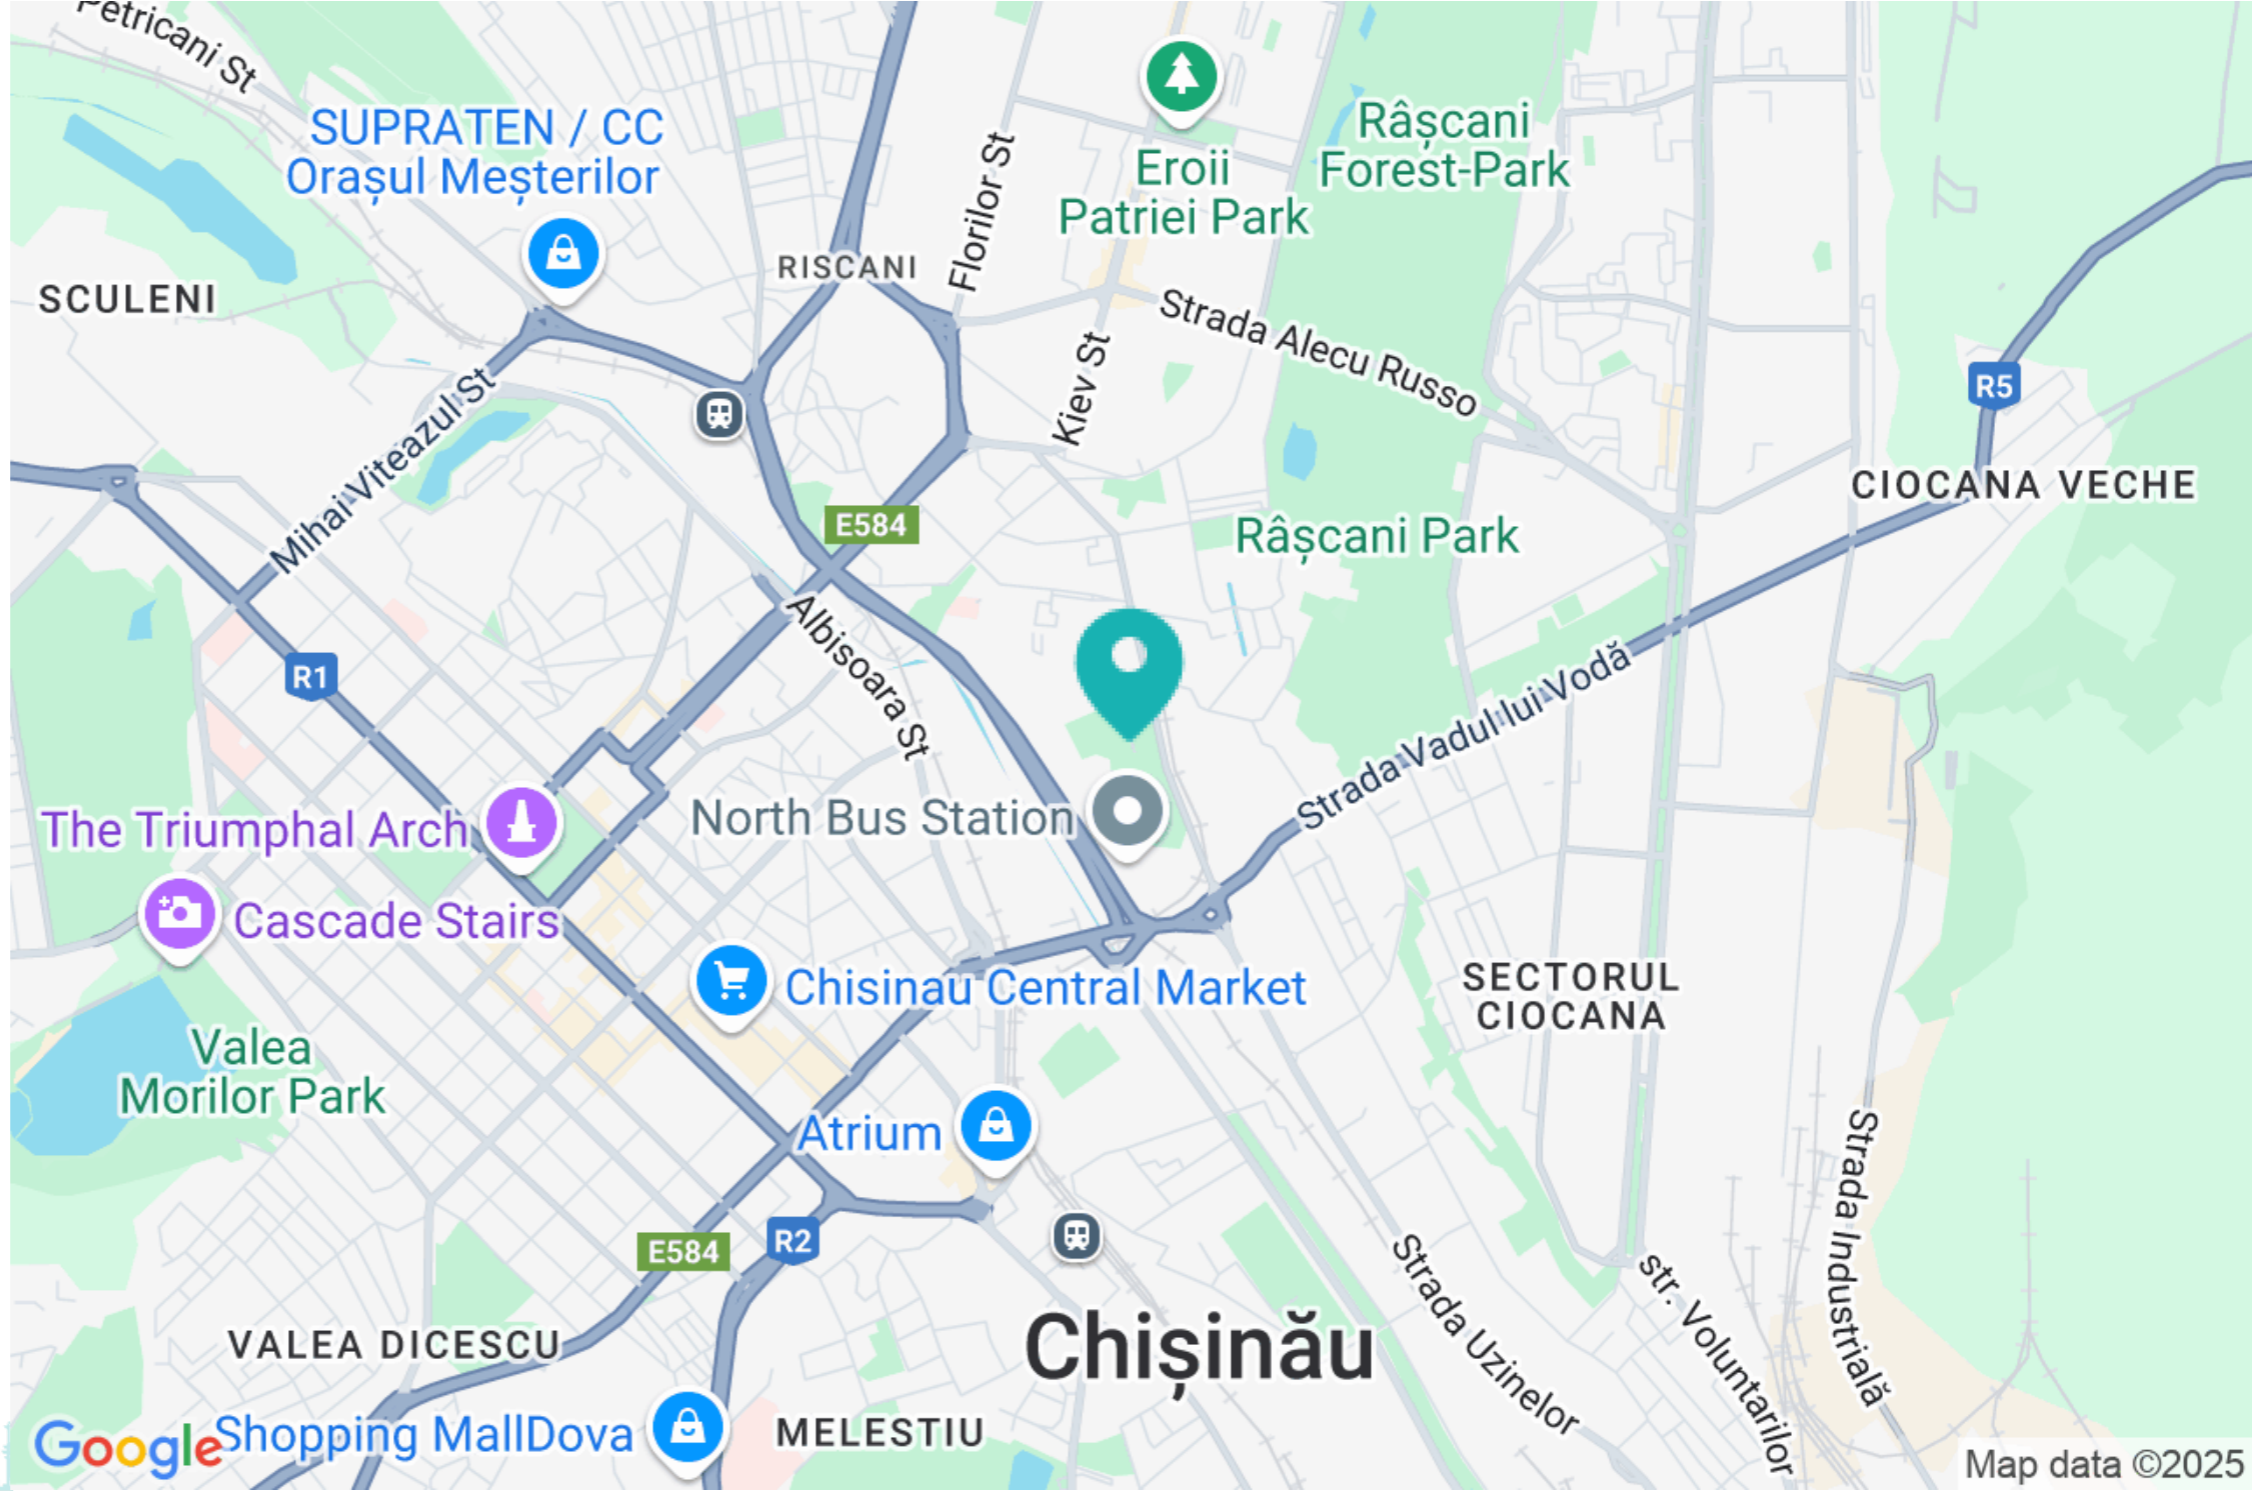 Petricani St
SUPRATEN / CC
Orașul Meșterilor
Râșcani
Forest-Park
Eroii
Patriei Park
Florilor St
RISCANI
SCULENI
Strada Alecu Russo
Kiev St
R5
Mihai Viteazul St
CIOCANA VECHE
E584
Râșcani Park
Albisoara St
R1
Strada Vadul lui Vodă
North Bus Station
The Triumphal Arch
Cascade Stairs
Chisinau Central Market
SECTORUL
CIOCANA
Valea
Morilor Park
Atrium
Strada Industrială
R2
E584
Strada Uzinelor
str. Voluntarilor
VALEA DICESCU
Chișinău
Google
Shopping MallDova
MELESTIU
Map data ©2025